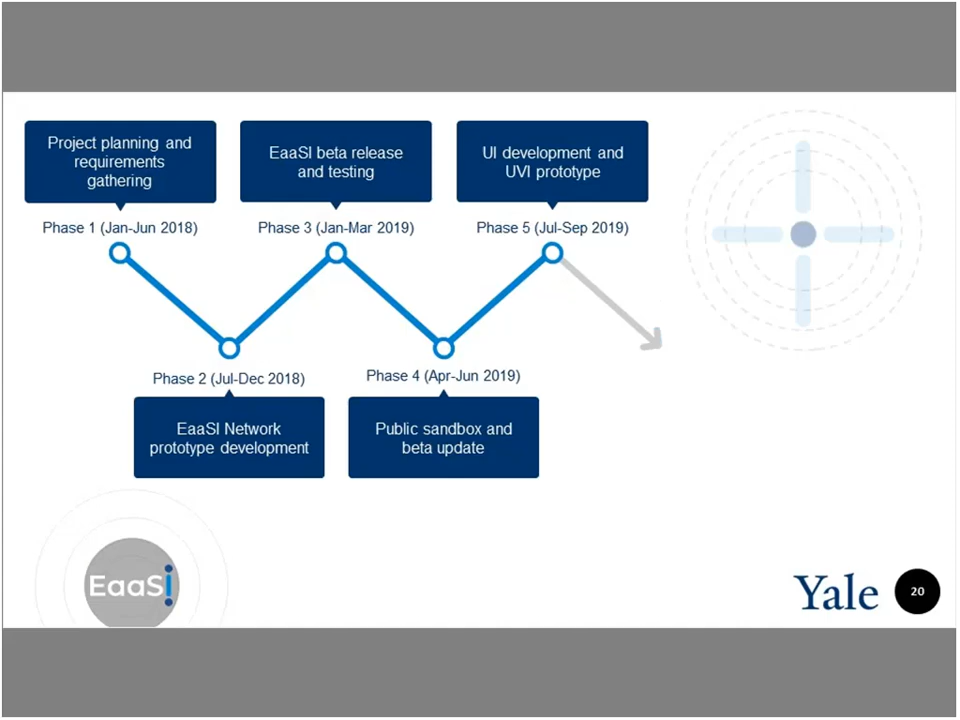 Project planning and
requirements
gathering
EaaSI beta release
and testing
UI development and
UVI prototype
Phase 1 (Jan-Jun 2018)
Phase 3 (Jan-Mar 2019)
Phase 5 (Jul-Sep 2019)
Phase 2 (Jul-Dec 2018)
Phase 4 (Apr-Jun 2019)
EaaSI Network
prototype development
Public sandbox and
beta update
EaaSI
Yale
20